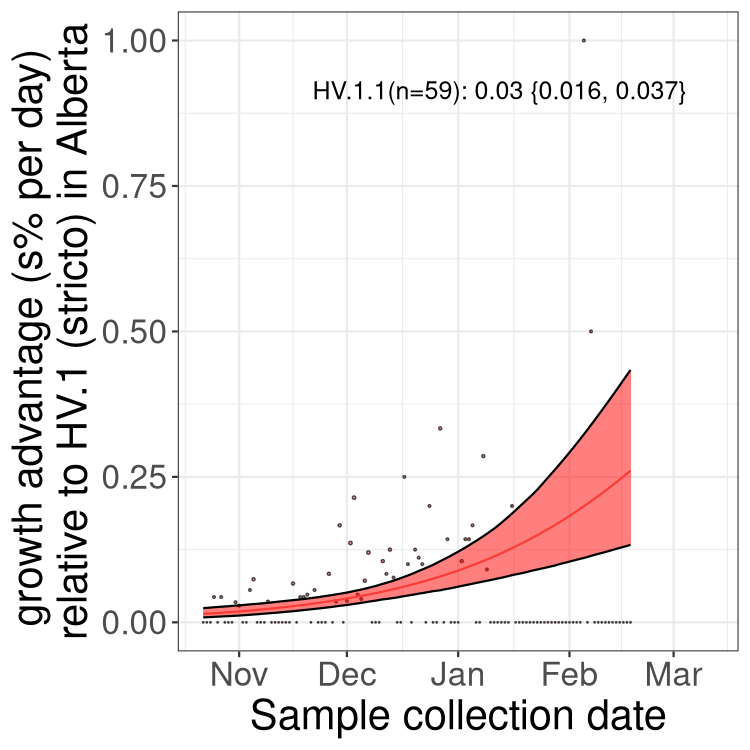 growth advantage (s% per day)
relative to HV.1 (stricto) in Alberta
1.00
0.75
0.50
0.25
0.00
HV.1.1(n=59): 0.03 {0.016, 0.037}
Nov Dec Jan Feb Mar
Sample collection date